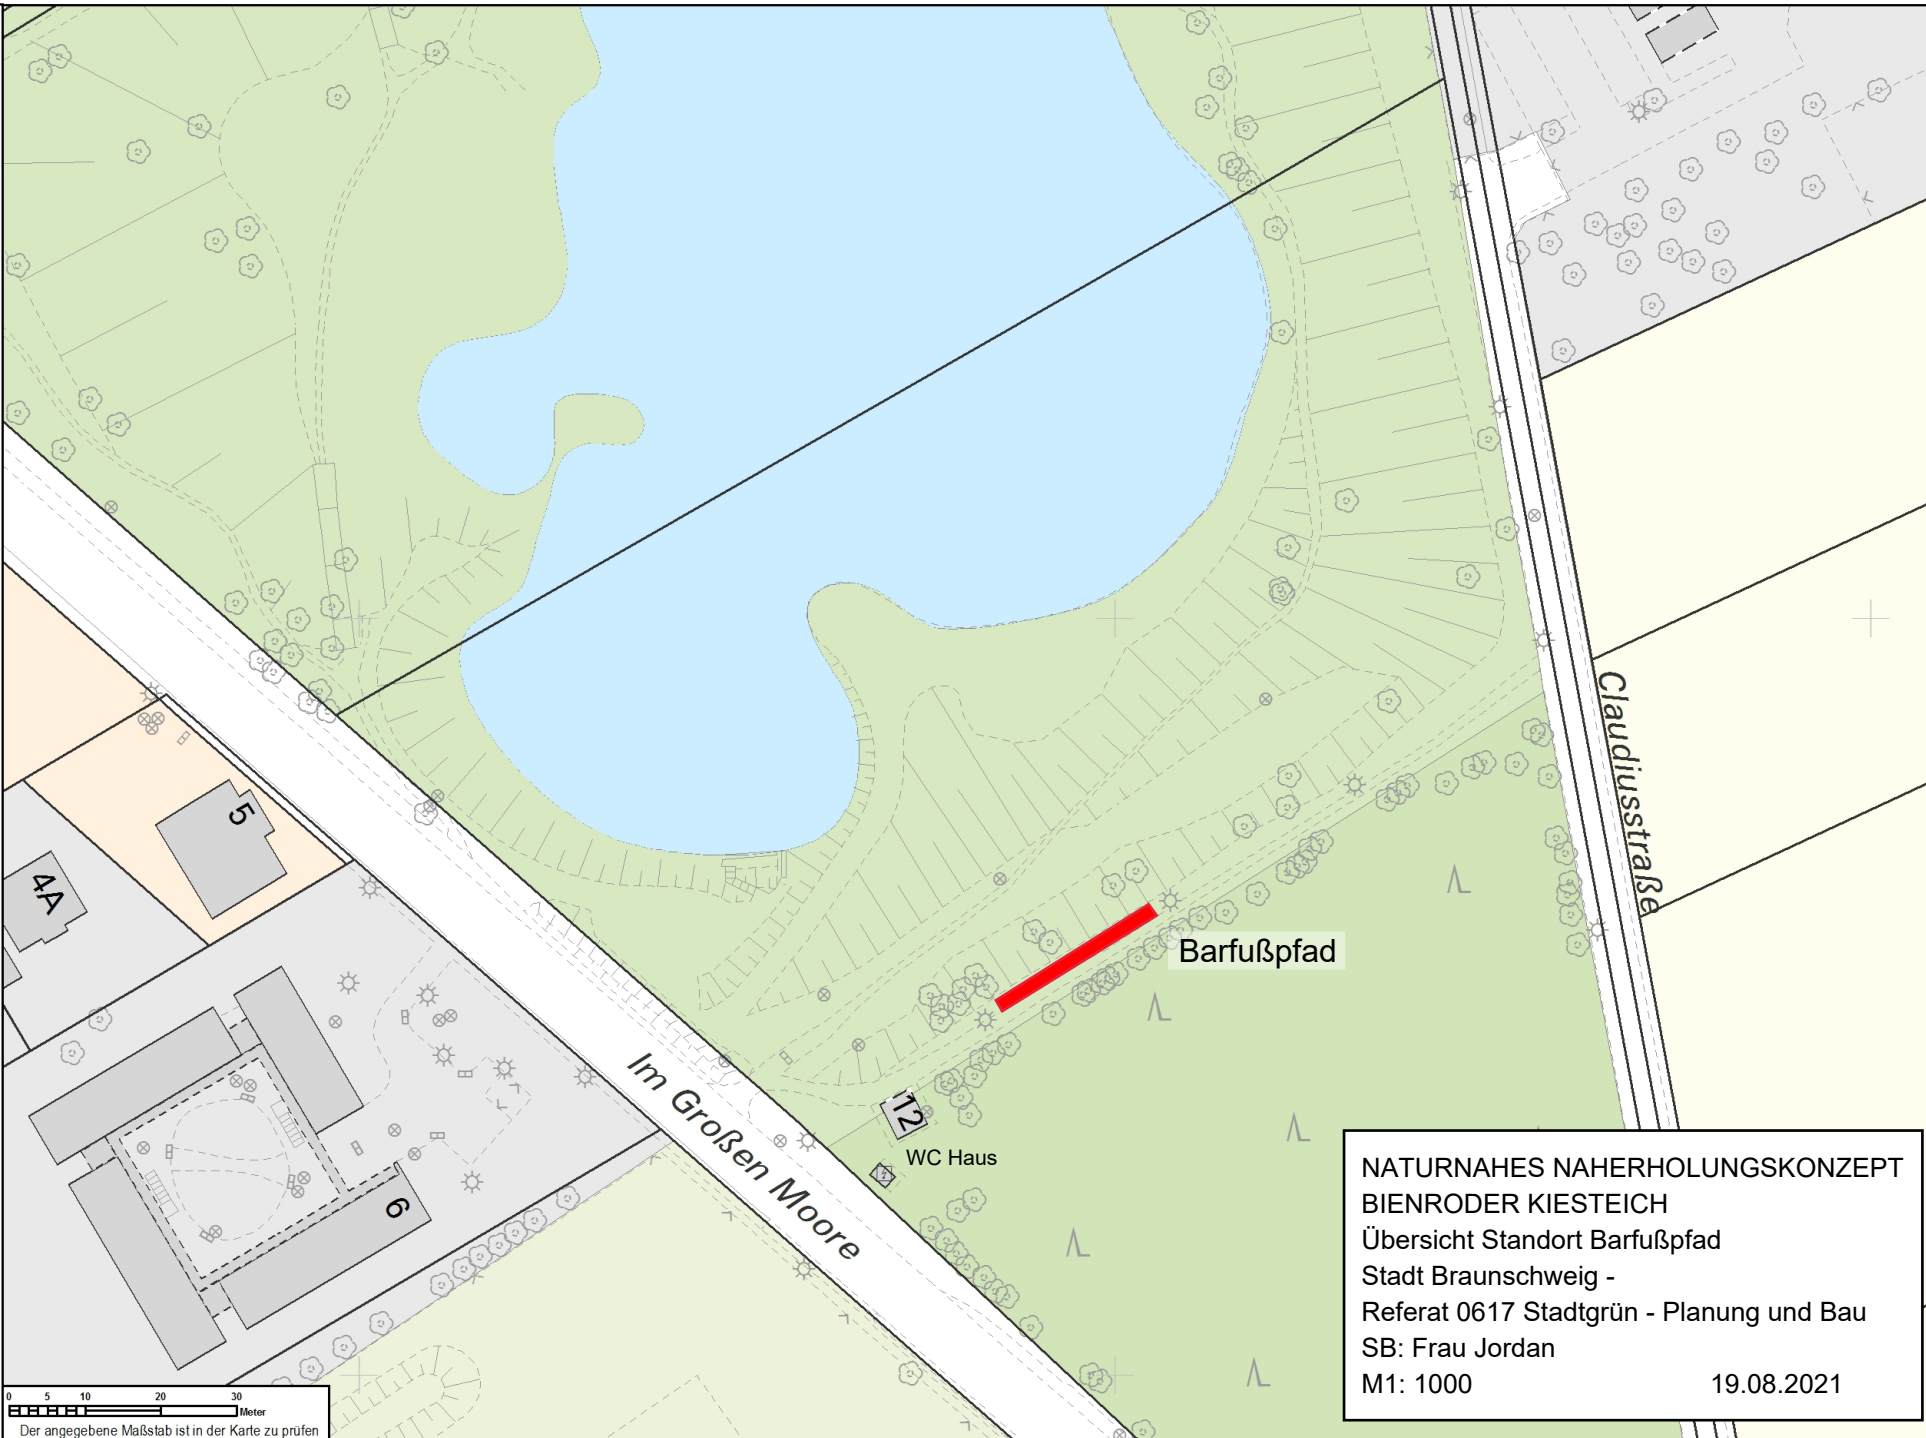 Claudiusstraße
5
4A
Barfußpfad
Im Großen Moore
12
WC Haus
6
NATURNAHES NAHERHOLUNGSKONZEPT
BIENRODER KIESTEICH
Übersicht Standort Barfußpfad
Stadt Braunschweig -
Referat 0617 Stadtgrün - Planung und Bau
SB: Frau Jordan
M1: 1000 19.08.2021
0 5 10 20 30
Meter
Der angegebene Maßstab ist in der Karte zu prüfen